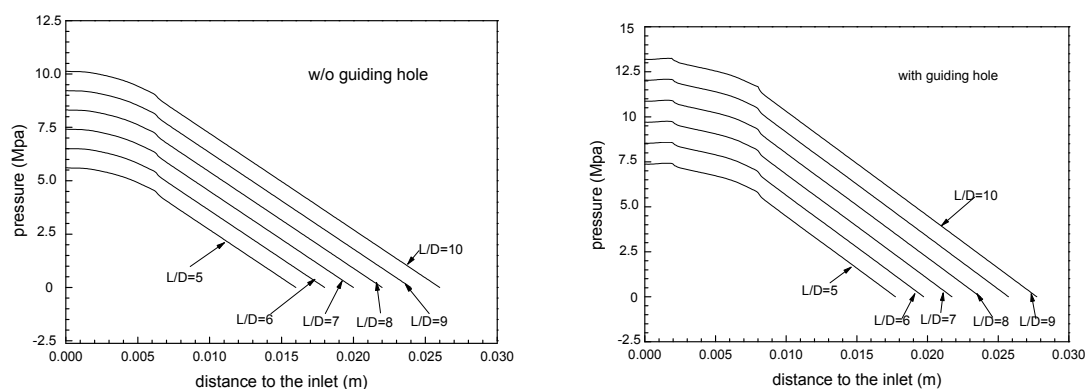 12.5
10.0
7.5
5.0
2.5
0
-2.5
pressure (Mpa)
w/o guiding hole
L/D=10
L/D=5
L/D=6
L/D=7
L/D=8
L/D=9
0.000
0.005
0.010
0.015
0.020
0.025
0.030
distance to the inlet (m)
15
12.5
10.0
7.5
5.0
2.5
0
-2.5
pressure (Mpa)
with guiding hole
L/D=10
L/D=5
L/D=6
L/D=7
L/D=8
L/D=9
0.000
0.005
0.010
0.015
0.020
0.025
0.030
distance to the inlet (m)